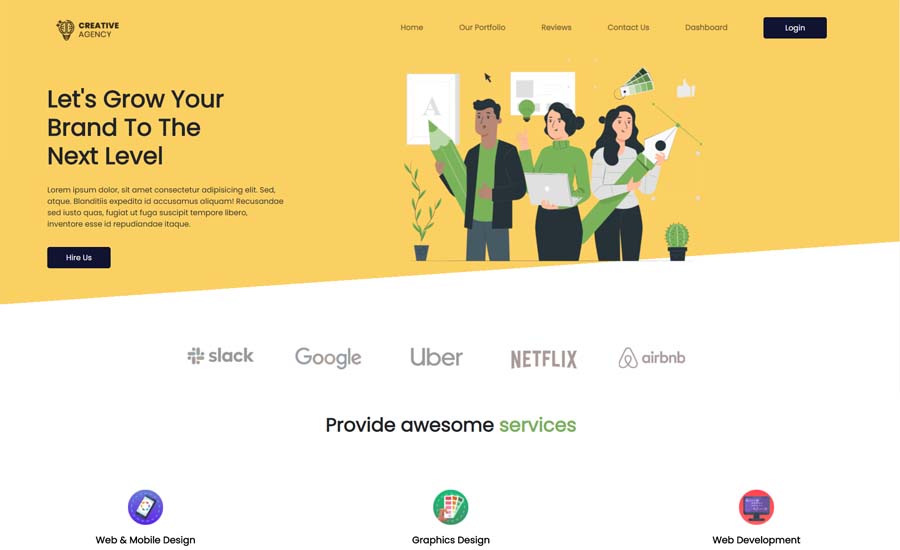 CREATIVE
AGENCY
Home Our Portfolio Reviews Contact Us Dashboard Login
Let's Grow Your
Brand To The
Next Level
Lorem ipsum dolor, sit amet consectetur adipisicing elit. Sed,
atque. Blanditiis expedita id accusamus aliquam! Recusandae
sed iusto quas, fugiat ut fuga suscipit tempore libero,
inventore esse id repudiandae itaque.
Hire Us
A
slack Google Uber NETFLIX airbnb
Provide awesome services
Web & Mobile Design Graphics Design Web Development